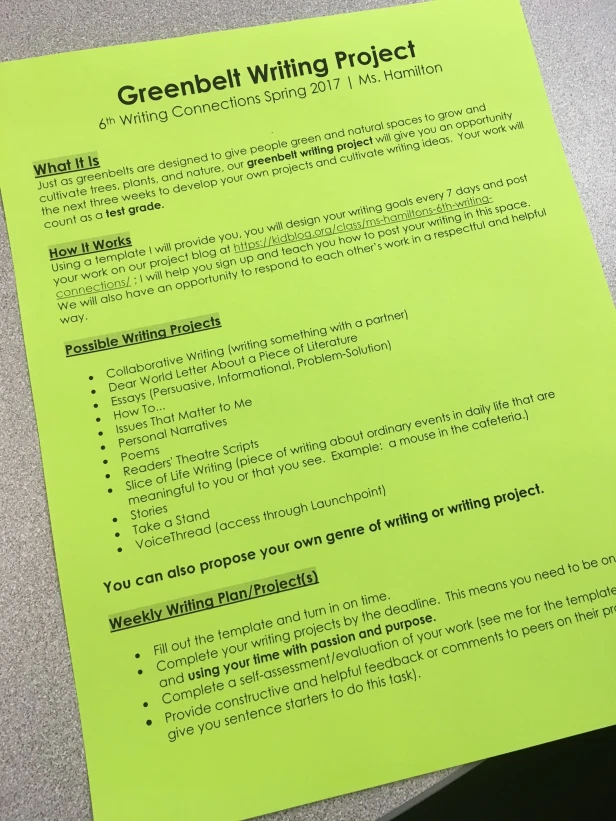 Greenbelt Writing Project
6th Writing Connections Spring 2017 | Ms. Hamilton
What It Is
Just as greenbelts are designed to give people green and natural spaces to grow and
cultivate trees, plants, and nature, our greenbelt writing project will give you an opportunity
the next three weeks to develop your own projects and cultivate writing ideas. Your work will
count as a test grade.
How It Works
Using a template I will provide you, you will design your writing goals every 7 days and post
your work on our project blog at https://kidblog.org/class/ms-hamiltons-6th-writing-
connections/ ; I will help you sign up and teach you how to post your writing in this space.
We will also have an opportunity to respond to each other's work in a respectful and helpful
way.
Possible Writing Projects
• Collaborative Writing (writing something with a partner)
• Dear World Letter About a Piece of Literature
• Essays (Persuasive, Informational, Problem-Solution)
• How To...
• Issues That Matter to Me
• Personal Narratives
• Poems
• Readers' Theatre Scripts
• Slice of Life Writing (piece of writing about ordinary events in daily life that are
meaningful to you or that you see. Example: a mouse in the cafeteria.)
• Stories
• Take a Stand
• VoiceThread (access through Launchpoint)
You can also propose your own genre of writing or writing project.
Weekly Writing Plan/Project(s)
• Fill out the template and turn in on time.
• Complete your writing projects by the deadline. This means you need to be on
and using your time with passion and purpose.
• Complete a self-assessment/evaluation of your work (see me for the template
• Provide constructive and helpful feedback or comments to peers on their pr
give you sentence starters to do this task).